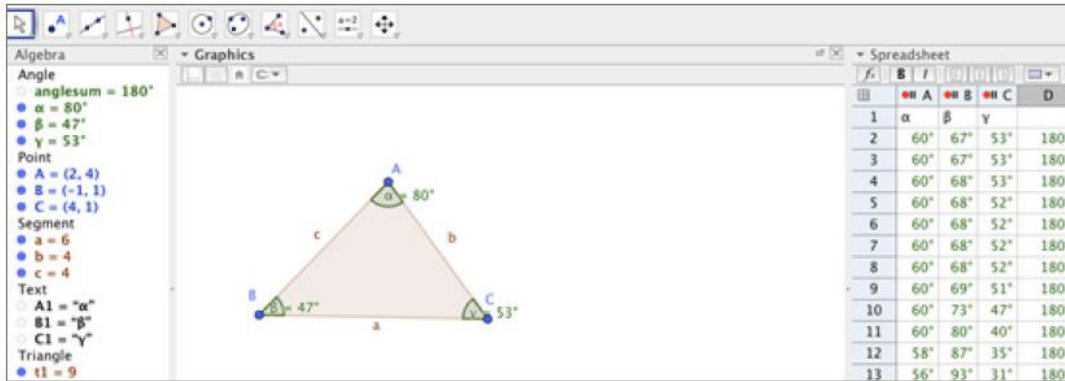 A
a=2
Algebra
Graphics
Spreadsheet
Angle
anglesum = 180°
α = 80°
β = 47°
γ = 53°
Point
A = (2, 4)
B = (-1, 1)
C = (4, 1)
Segment
a = 6
b = 4
c = 4
Text
A1 = "α"
B1 = "β"
C1 = "γ"
Triangle
t1 = 9
A
α = 80°
c
b
B
β = 47°
C
γ = 53°
a
fx B I
A B C D
1 α β γ
2 60° 67° 53° 180
3 60° 67° 53° 180
4 60° 68° 53° 180
5 60° 68° 52° 180
6 60° 68° 52° 180
7 60° 68° 52° 180
8 60° 68° 52° 180
9 60° 69° 51° 180
10 60° 73° 47° 180
11 60° 80° 40° 180
12 58° 87° 35° 180
13 56° 93° 31° 180